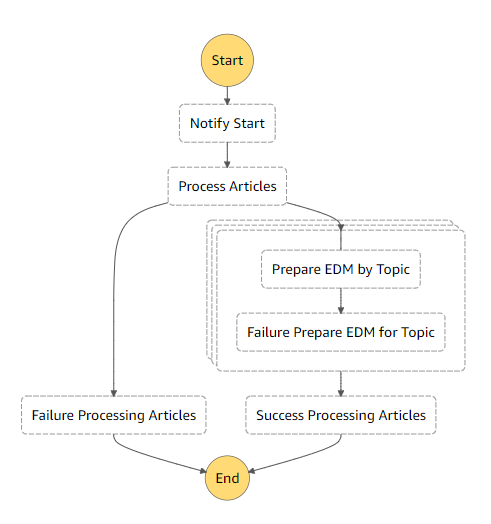 Start
Notify Start
Process Articles
Prepare EDM by Topic
Failure Prepare EDM for Topic
Failure Processing Articles
Success Processing Articles
End